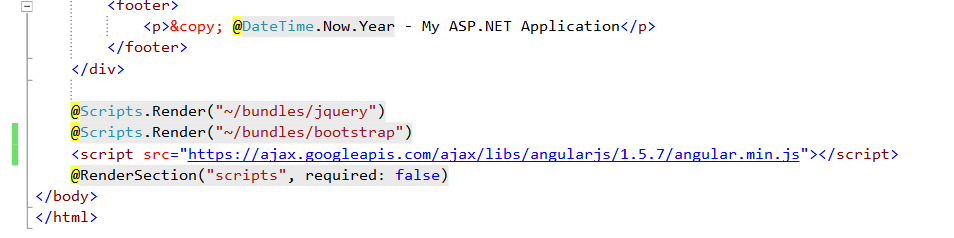 <footer>
<p>&copy; @DateTime.Now.Year - My ASP.NET Application</p>
</footer>
</div>
@Scripts.Render("~/bundles/jquery")
@Scripts.Render("~/bundles/bootstrap")
<script src="https://ajax.googleapis.com/ajax/libs/angularjs/1.5.7/angular.min.js"></script>
@RenderSection("scripts", required: false)
</body>
</html>